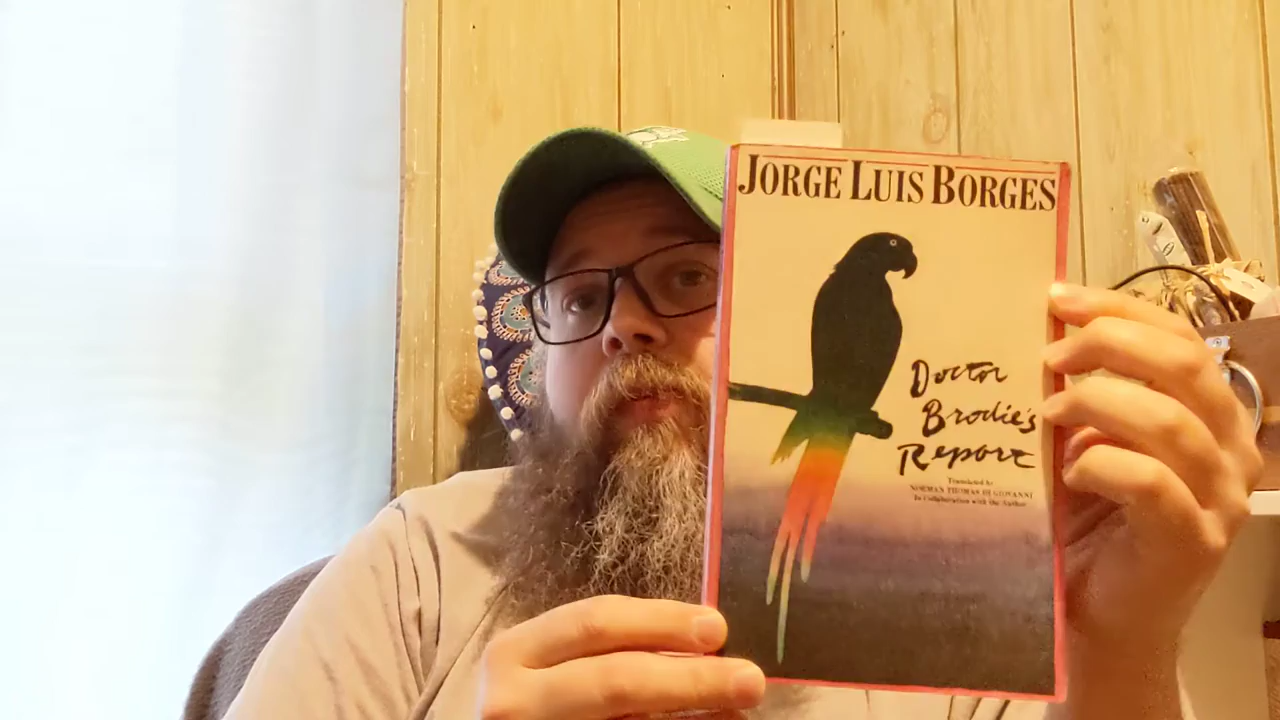 JORGE LUIS BORGES
Doctor
Brodie's
Report
Translated by
NORMAN THOMAS DI GIOVANNI
In Collaboration with the Author